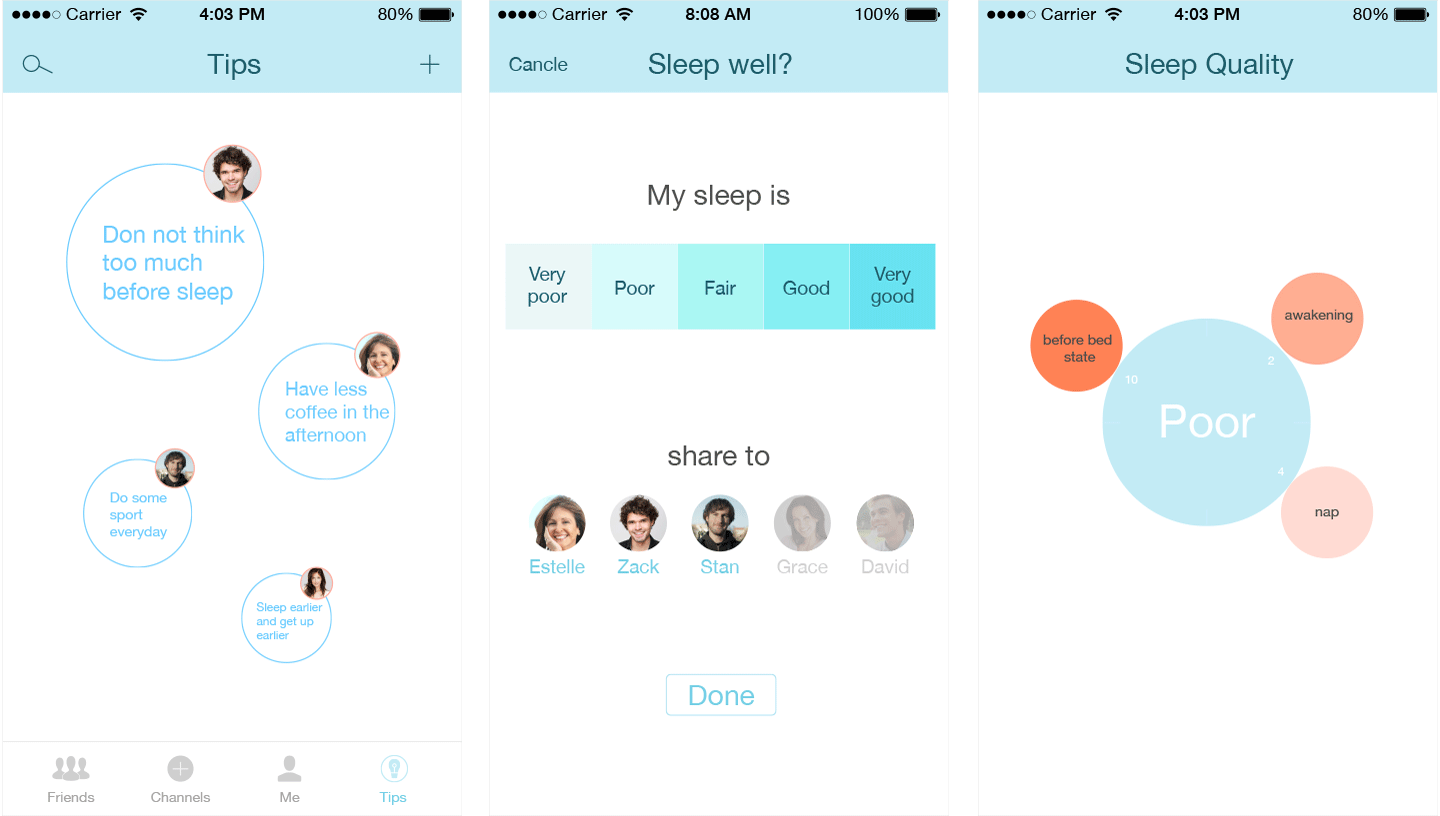 Carrier 4:03 PM 80%
Tips
Don not think
too much
before sleep
Have less
coffee in the
afternoon
Do some
sport
everyday
Sleep earlier
and get up
earlier
Friends Channels Me Tips
Carrier 8:08 AM 100%
Cancle Sleep well?
My sleep is
Very
poor
Poor
Fair
Good
Very
good
share to
Estelle Zack Stan Grace David
Done
Carrier 4:03 PM 80%
Sleep Quality
before bed
state
awakening
10
2
Poor
4
nap